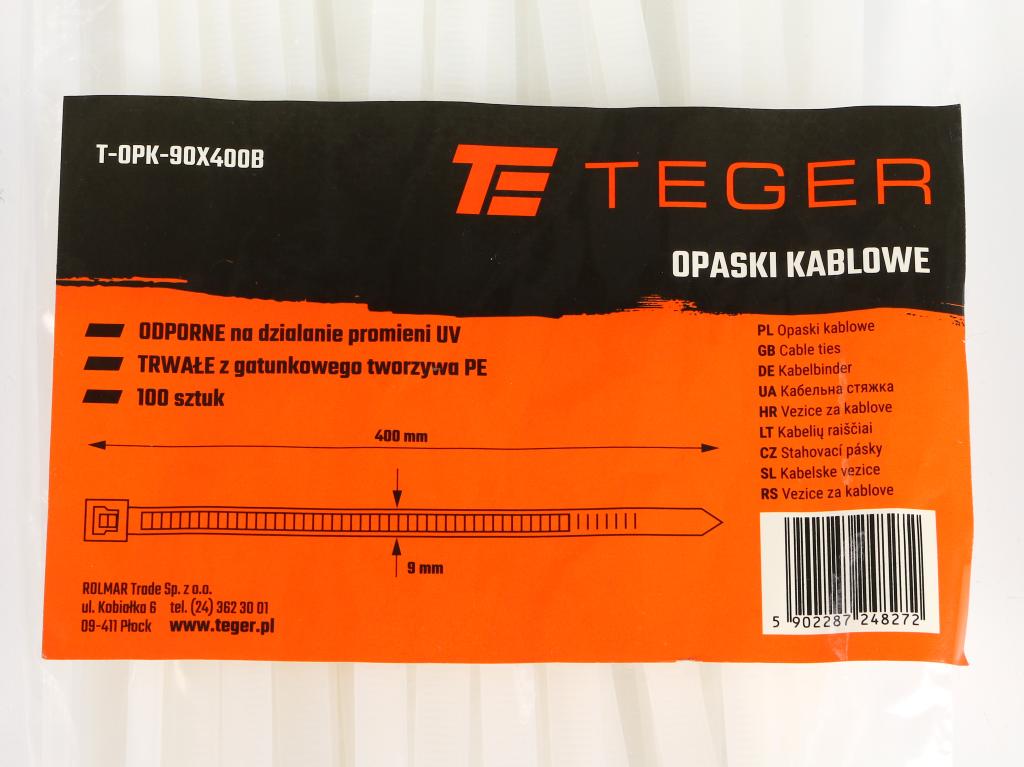 T-OPK-90X400B
TE TEGER
OPASKI KABLOWE
ODPORNE na dzialanie promieni UV
TRWAŁE z gatunkowego tworzywa PE
100 sztuk
400 mm
9 mm
PL Opaski kablowe
GB Cable ties
DE Kabelbinder
UA Кабельна стяжка
HR Vezice za kablove
LT Kabelių raiščiai
CZ Stahovací pásky
SL Kabelske vezice
RS Vezice za kablove
ROLMAR Trade Sp. z o.o.
ul. Kobiałka 6 tel. (24) 362 30 01
09-411 Płock www.teger.pl
5 902287 248272